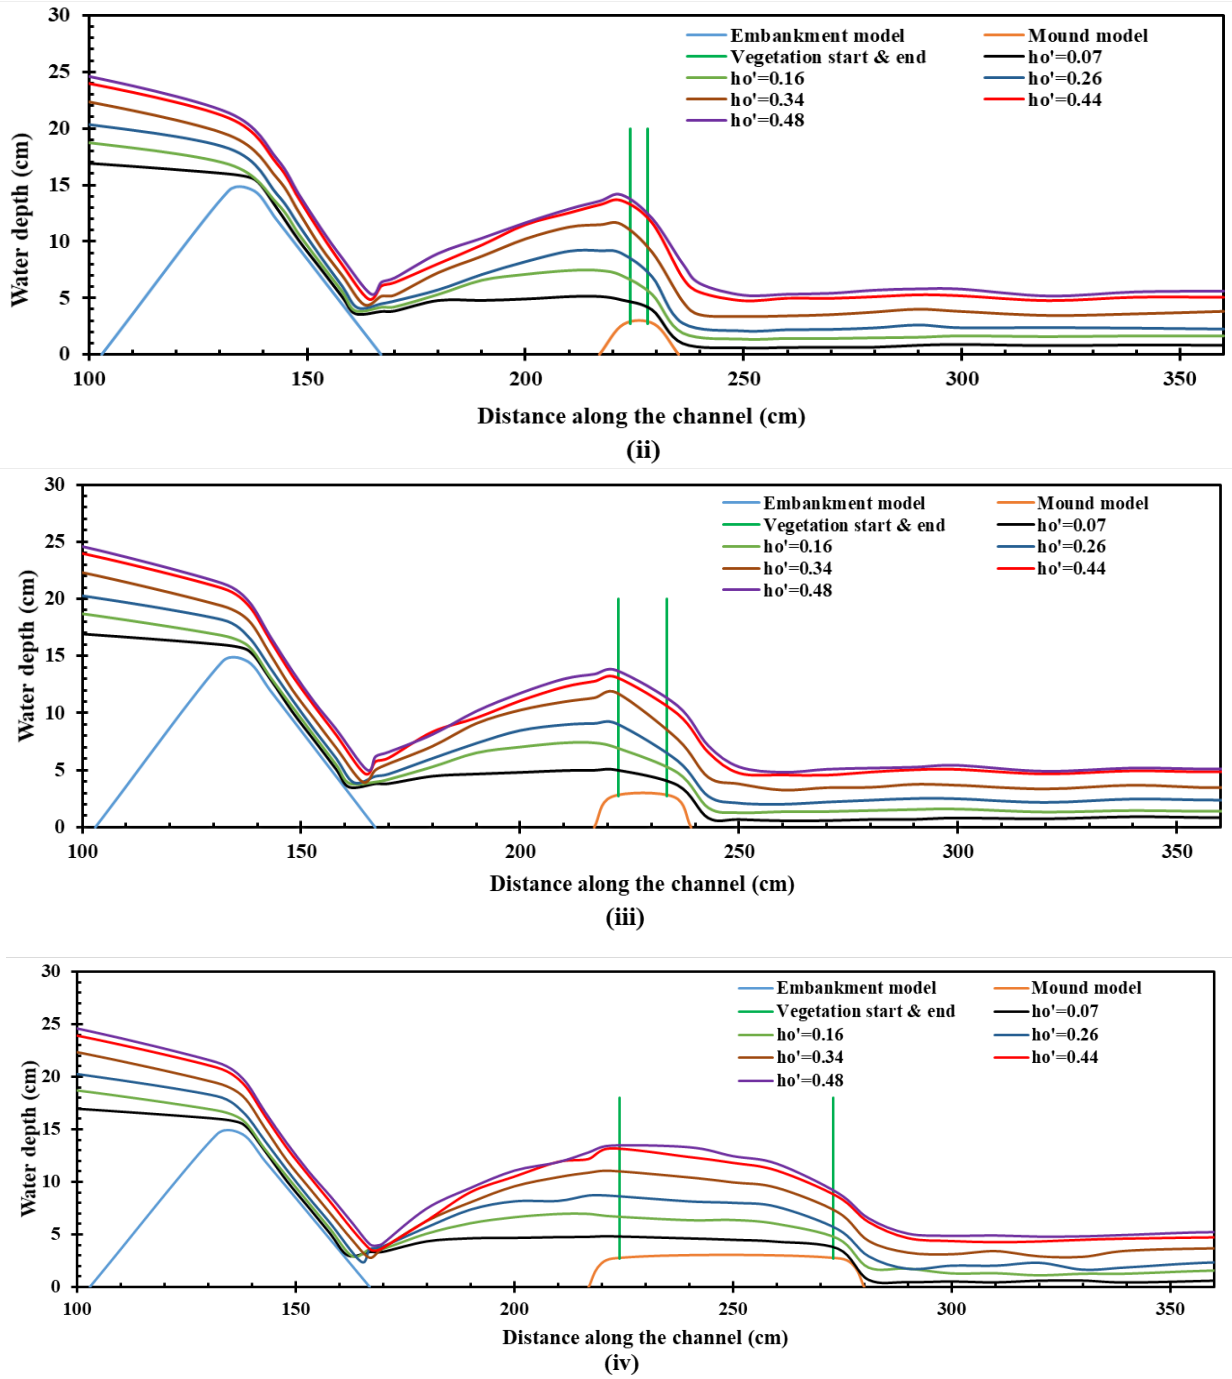 30
25
20
15
10
5
0
Water depth (cm)
Embankment model Mound model
Vegetation start & end ho'=0.07
ho'=0.16 ho'=0.26
ho'=0.34 ho'=0.44
ho'=0.48
100 150 200 250 300 350
Distance along the channel (cm)
(ii)
30
25
20
15
10
5
0
Water depth (cm)
Embankment model Mound model
Vegetation start & end ho'=0.07
ho'=0.16 ho'=0.26
ho'=0.34 ho'=0.44
ho'=0.48
100 150 200 250 300 350
Distance along the channel (cm)
(iii)
30
25
20
15
10
5
0
Water depth (cm)
Embankment model Mound model
Vegetation start & end ho'=0.07
ho'=0.16 ho'=0.26
ho'=0.34 ho'=0.44
ho'=0.48
100 150 200 250 300 350
Distance along the channel (cm)
(iv)